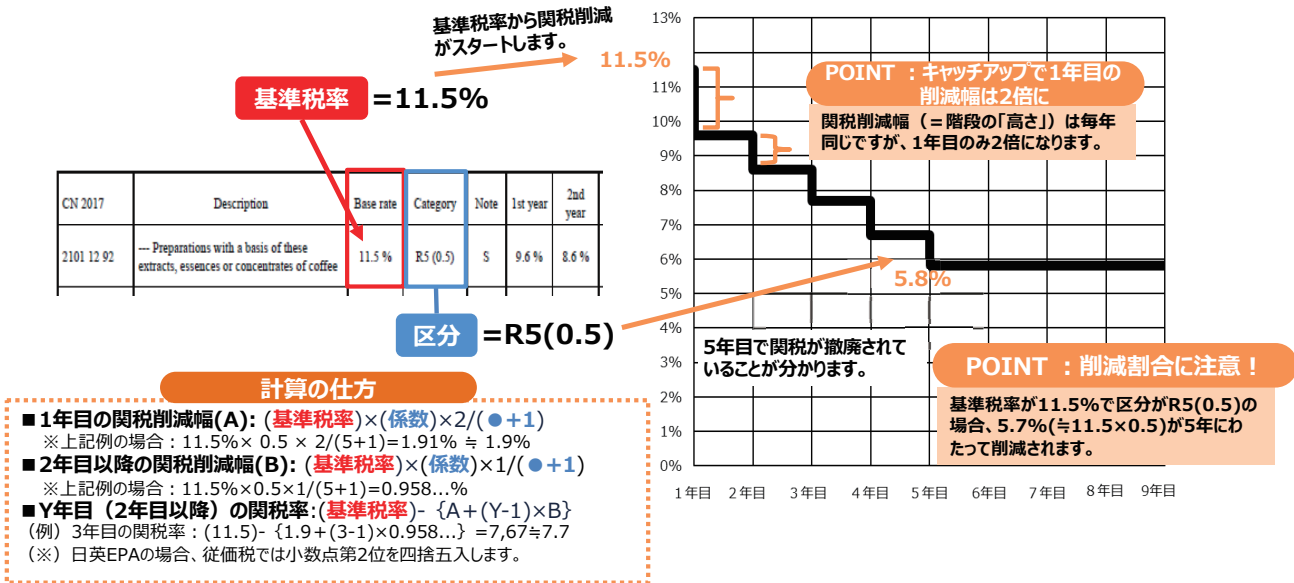 基準税率から関税削減
がスタートします。
11.5%
基準税率 =11.5%
CN 2017 Description Base rate Category Note 1st year 2nd year
2101 12 92 --- Preparations with a basis of these extracts, essences or concentrates of coffee 11.5 % R5 (0.5) S 9.6 % 8.6 %
区分 =R5(0.5)
13%
12%
11%
10%
9%
8%
7%
6%
5%
4%
3%
2%
1%
0%
1年目 2年目 3年目 4年目 5年目 6年目 7年目 8年目 9年目
POINT :キャッチアップで1年目の
削減幅は2倍に
関税削減幅(=階段の「高さ」)は毎年
同じですが、1年目のみ2倍になります。
5.8%
5年目で関税が撤廃されて
いることが分かります。
POINT :削減割合に注意!
基準税率が11.5%で区分がR5(0.5)の
場合、5.7%(≒11.5×0.5)が5年にわ
たって削減されます。
計算の仕方
■1年目の関税削減幅(A): (基準税率)×(係数)×2/(●+1)
※上記例の場合:11.5%× 0.5 × 2/(5+1)=1.91% ≒ 1.9%
■2年目以降の関税削減幅(B): (基準税率)×(係数)×1/(●+1)
※上記例の場合:11.5%×0.5×1/(5+1)=0.958...%
■Y年目(2年目以降)の関税率:(基準税率)- {A+(Y-1)×B}
(例)3年目の関税率:(11.5)- {1.9+(3-1)×0.958...} =7,67≒7.7
(※)日英EPAの場合、従価税では小数点第2位を四捨五入します。